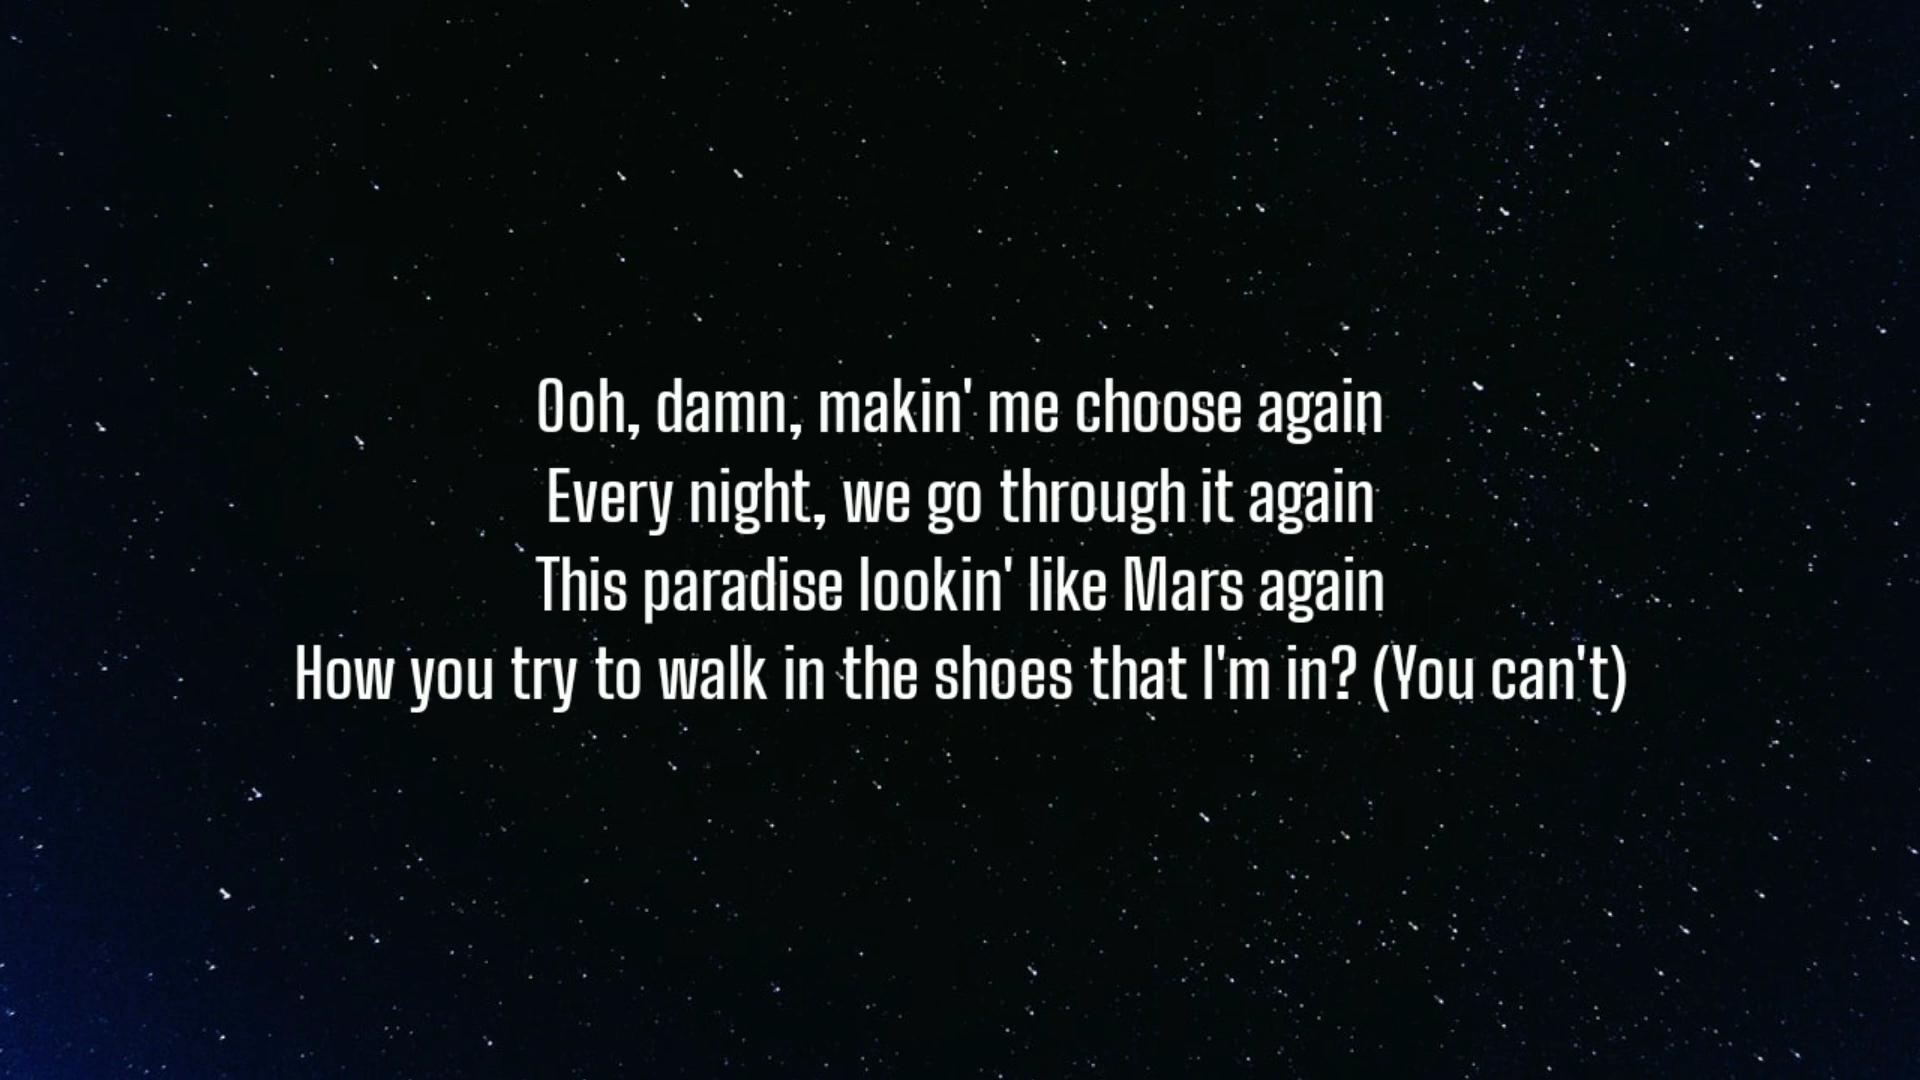 Ooh, damn, makin' me choose again
Every night, we go through it again
This paradise lookin' like Mars again
How you try to walk in the shoes that I'm in? (You can't)